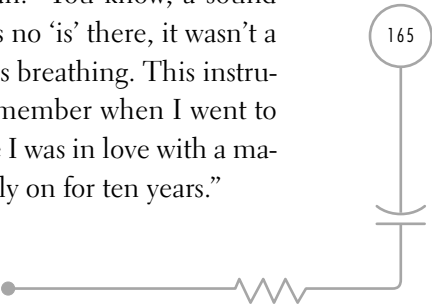 You know, a sound
s no ‘is’ there, it wasn’t a
s breathing. This instru-
member when I went to
I was in love with a ma-
ly on for ten years.”
165